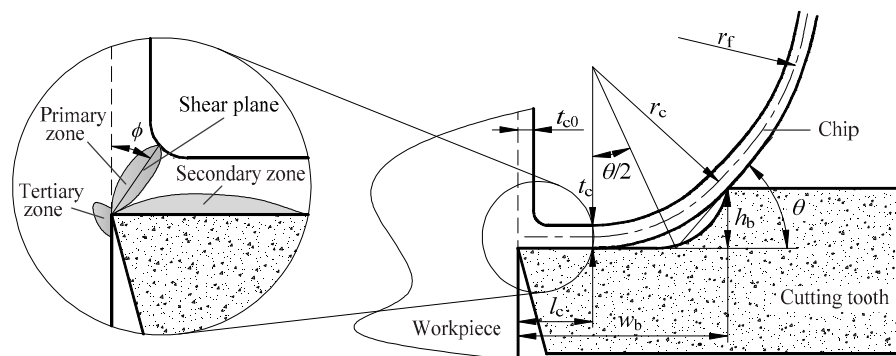 Primary
zone
ϕ
Shear plane
Secondary zone
Tertiary
zone
t_c0
t_c
θ/2
r_c
r_f
Chip
θ
h_b
Cutting tooth
Workpiece
l_c
w_b